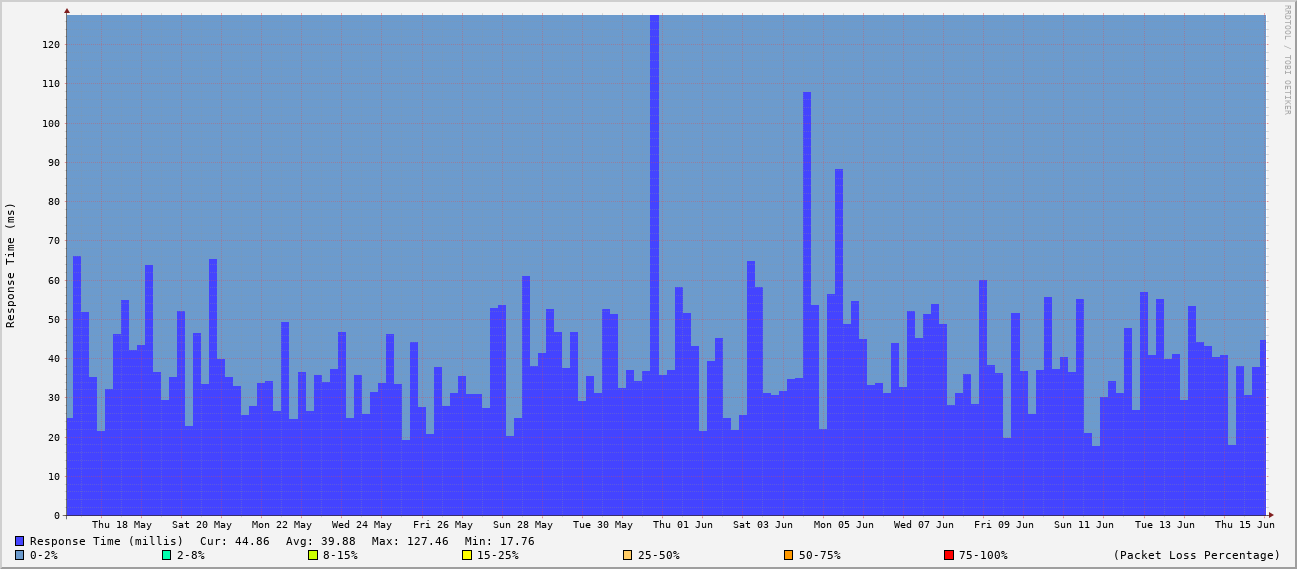 RRDTOOL / TOBI OETIKER
Response Time (ms)
120
110
100
90
80
70
60
50
40
30
20
10
0
Thu 18 May Sat 20 May Mon 22 May Wed 24 May Fri 26 May Sun 28 May Tue 30 May Thu 01 Jun Sat 03 Jun Mon 05 Jun Wed 07 Jun Fri 09 Jun Sun 11 Jun Tue 13 Jun Thu 15 Jun
Response Time (millis) Cur: 44.86 Avg: 39.88 Max: 127.46 Min: 17.76
0-2% 2-8% 8-15% 15-25% 25-50% 50-75% 75-100% (Packet Loss Percentage)